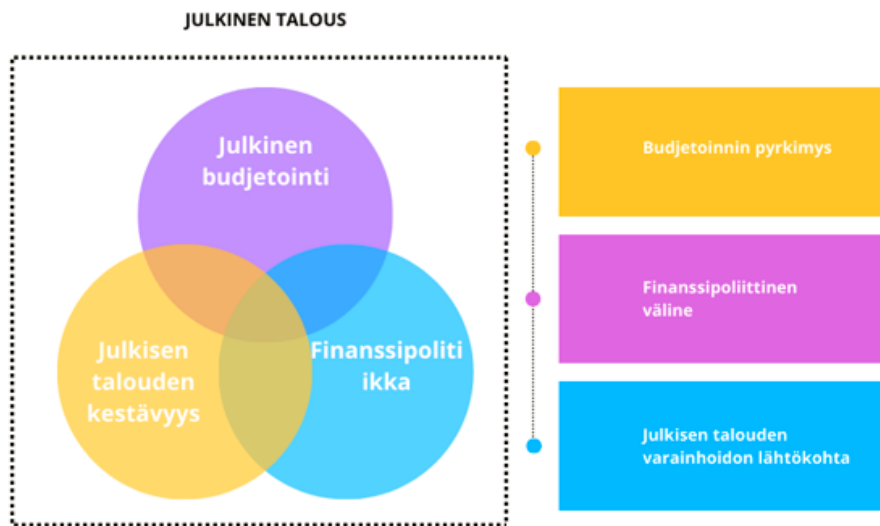 JULKINEN TALOUS
Julkinen
budjetointi
Julkisen
talouden
kestävyys
Finanssipoliti
ikka
Budjetoinnin pyrkimys
Finanssipoliittinen
väline
Julkisen talouden
varainhoidon lähtökohta